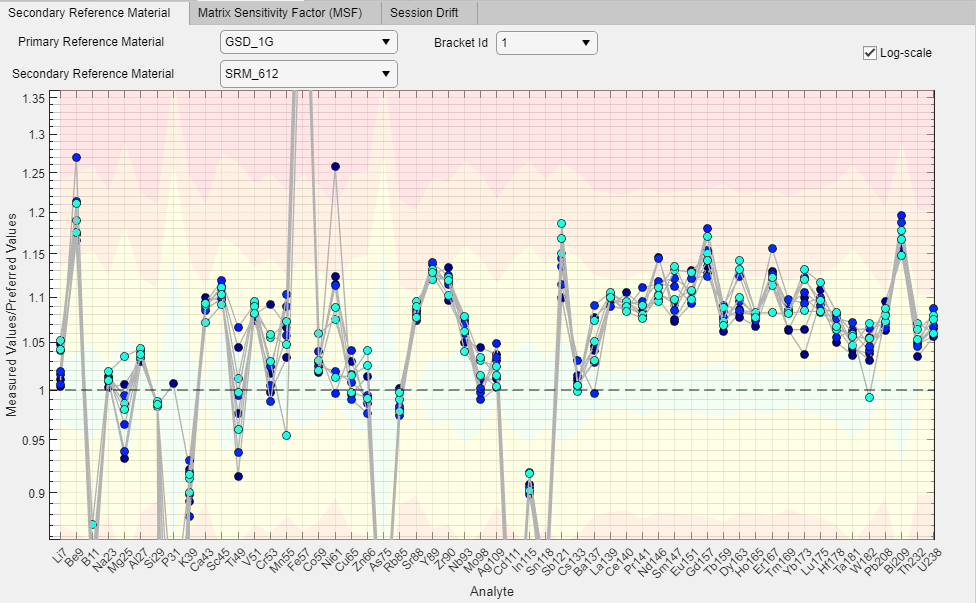 Secondary Reference Material Matrix Sensitivity Factor (MSF) Session Drift
Primary Reference Material GSD_1G Bracket Id 1
Log-scale
Secondary Reference Material SRM_612
1.35
1.3
1.25
1.2
1.15
1.1
1.05
1
0.95
0.9
Measured Values/Preferred Values
Li7 Be9 B11 Na23 Mg25 Al27 Si29 P31 K39 Ca43 Sc45 Ti49 V51 Cr53 Mn55 Fe57 Co59 Ni61 Cu65 Zn66 As75 Rb85 Sr88 Y89 Zr90 Nb93 Mo98 Ag109 Cd111 In115 Sn118 Sb121 Cs133 Ba137 La139 Ce140 Pr141 Nd146 Sm147 Eu151 Gd157 Tb159 Dy163 Ho165 Er167 Tm169 Yb173 Lu175 Hf178 Ta181 W182 Pb208 Bi209 Th232 U238
Analyte